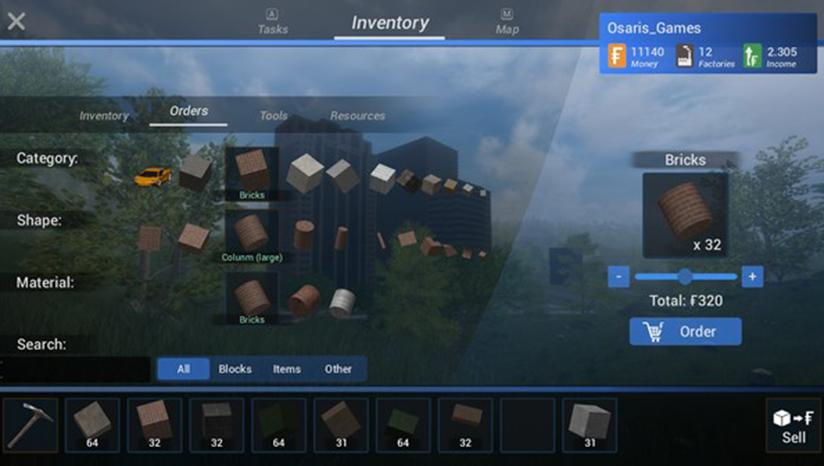 A
Tasks
Inventory
M
Map
Osaris_Games
₣ 11140 Money
12 Factories
₣ 2.305 Income
Inventory
Orders
Tools
Resources
Category:
Bricks
Shape:
Colunm (large)
Material:
Bricks
Search:
All
Blocks
Items
Other
Bricks
x 32
-
+
Total: ₣320
Order
64
32
32
64
31
64
32
31
₣
Sell